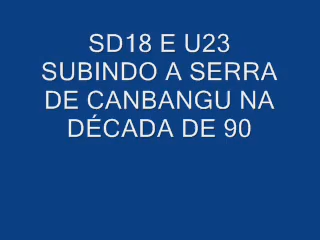 SD18 E U23
SUBINDO A SERRA
DE CANBANGU NA
DÉCADA DE 90